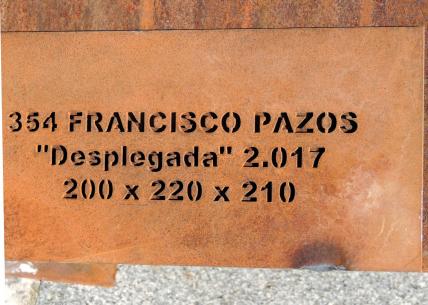 354 FRANCISCO PAZOS
"Desplegada" 2.017
200 x 220 x 210